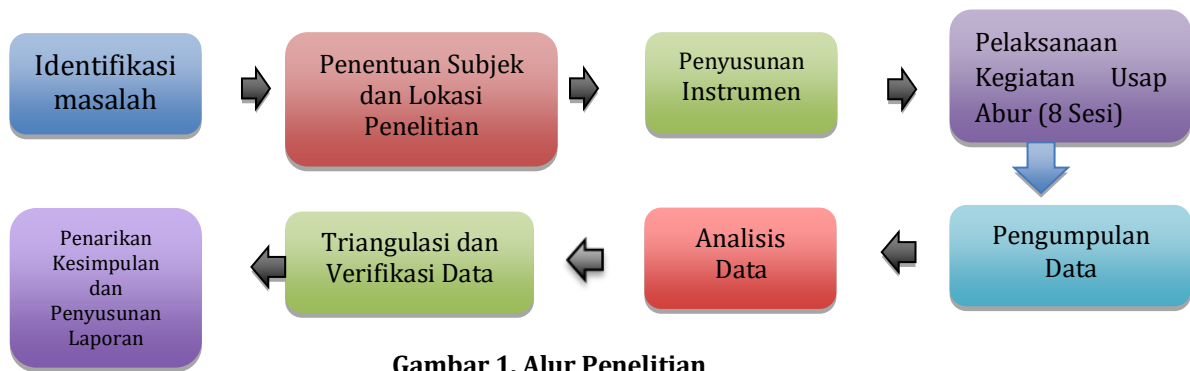 Identifikasi
masalah
Penentuan Subjek
dan Lokasi
Penelitian
Penyusunan
Instrumen
Pelaksanaan
Kegiatan Usap
Abur (8 Sesi)
Pengumpulan
Data
Analisis
Data
Triangulasi dan
Verifikasi Data
Penarikan
Kesimpulan
dan
Penyusunan
Laporan
Gambar 1. Alur Penelitian